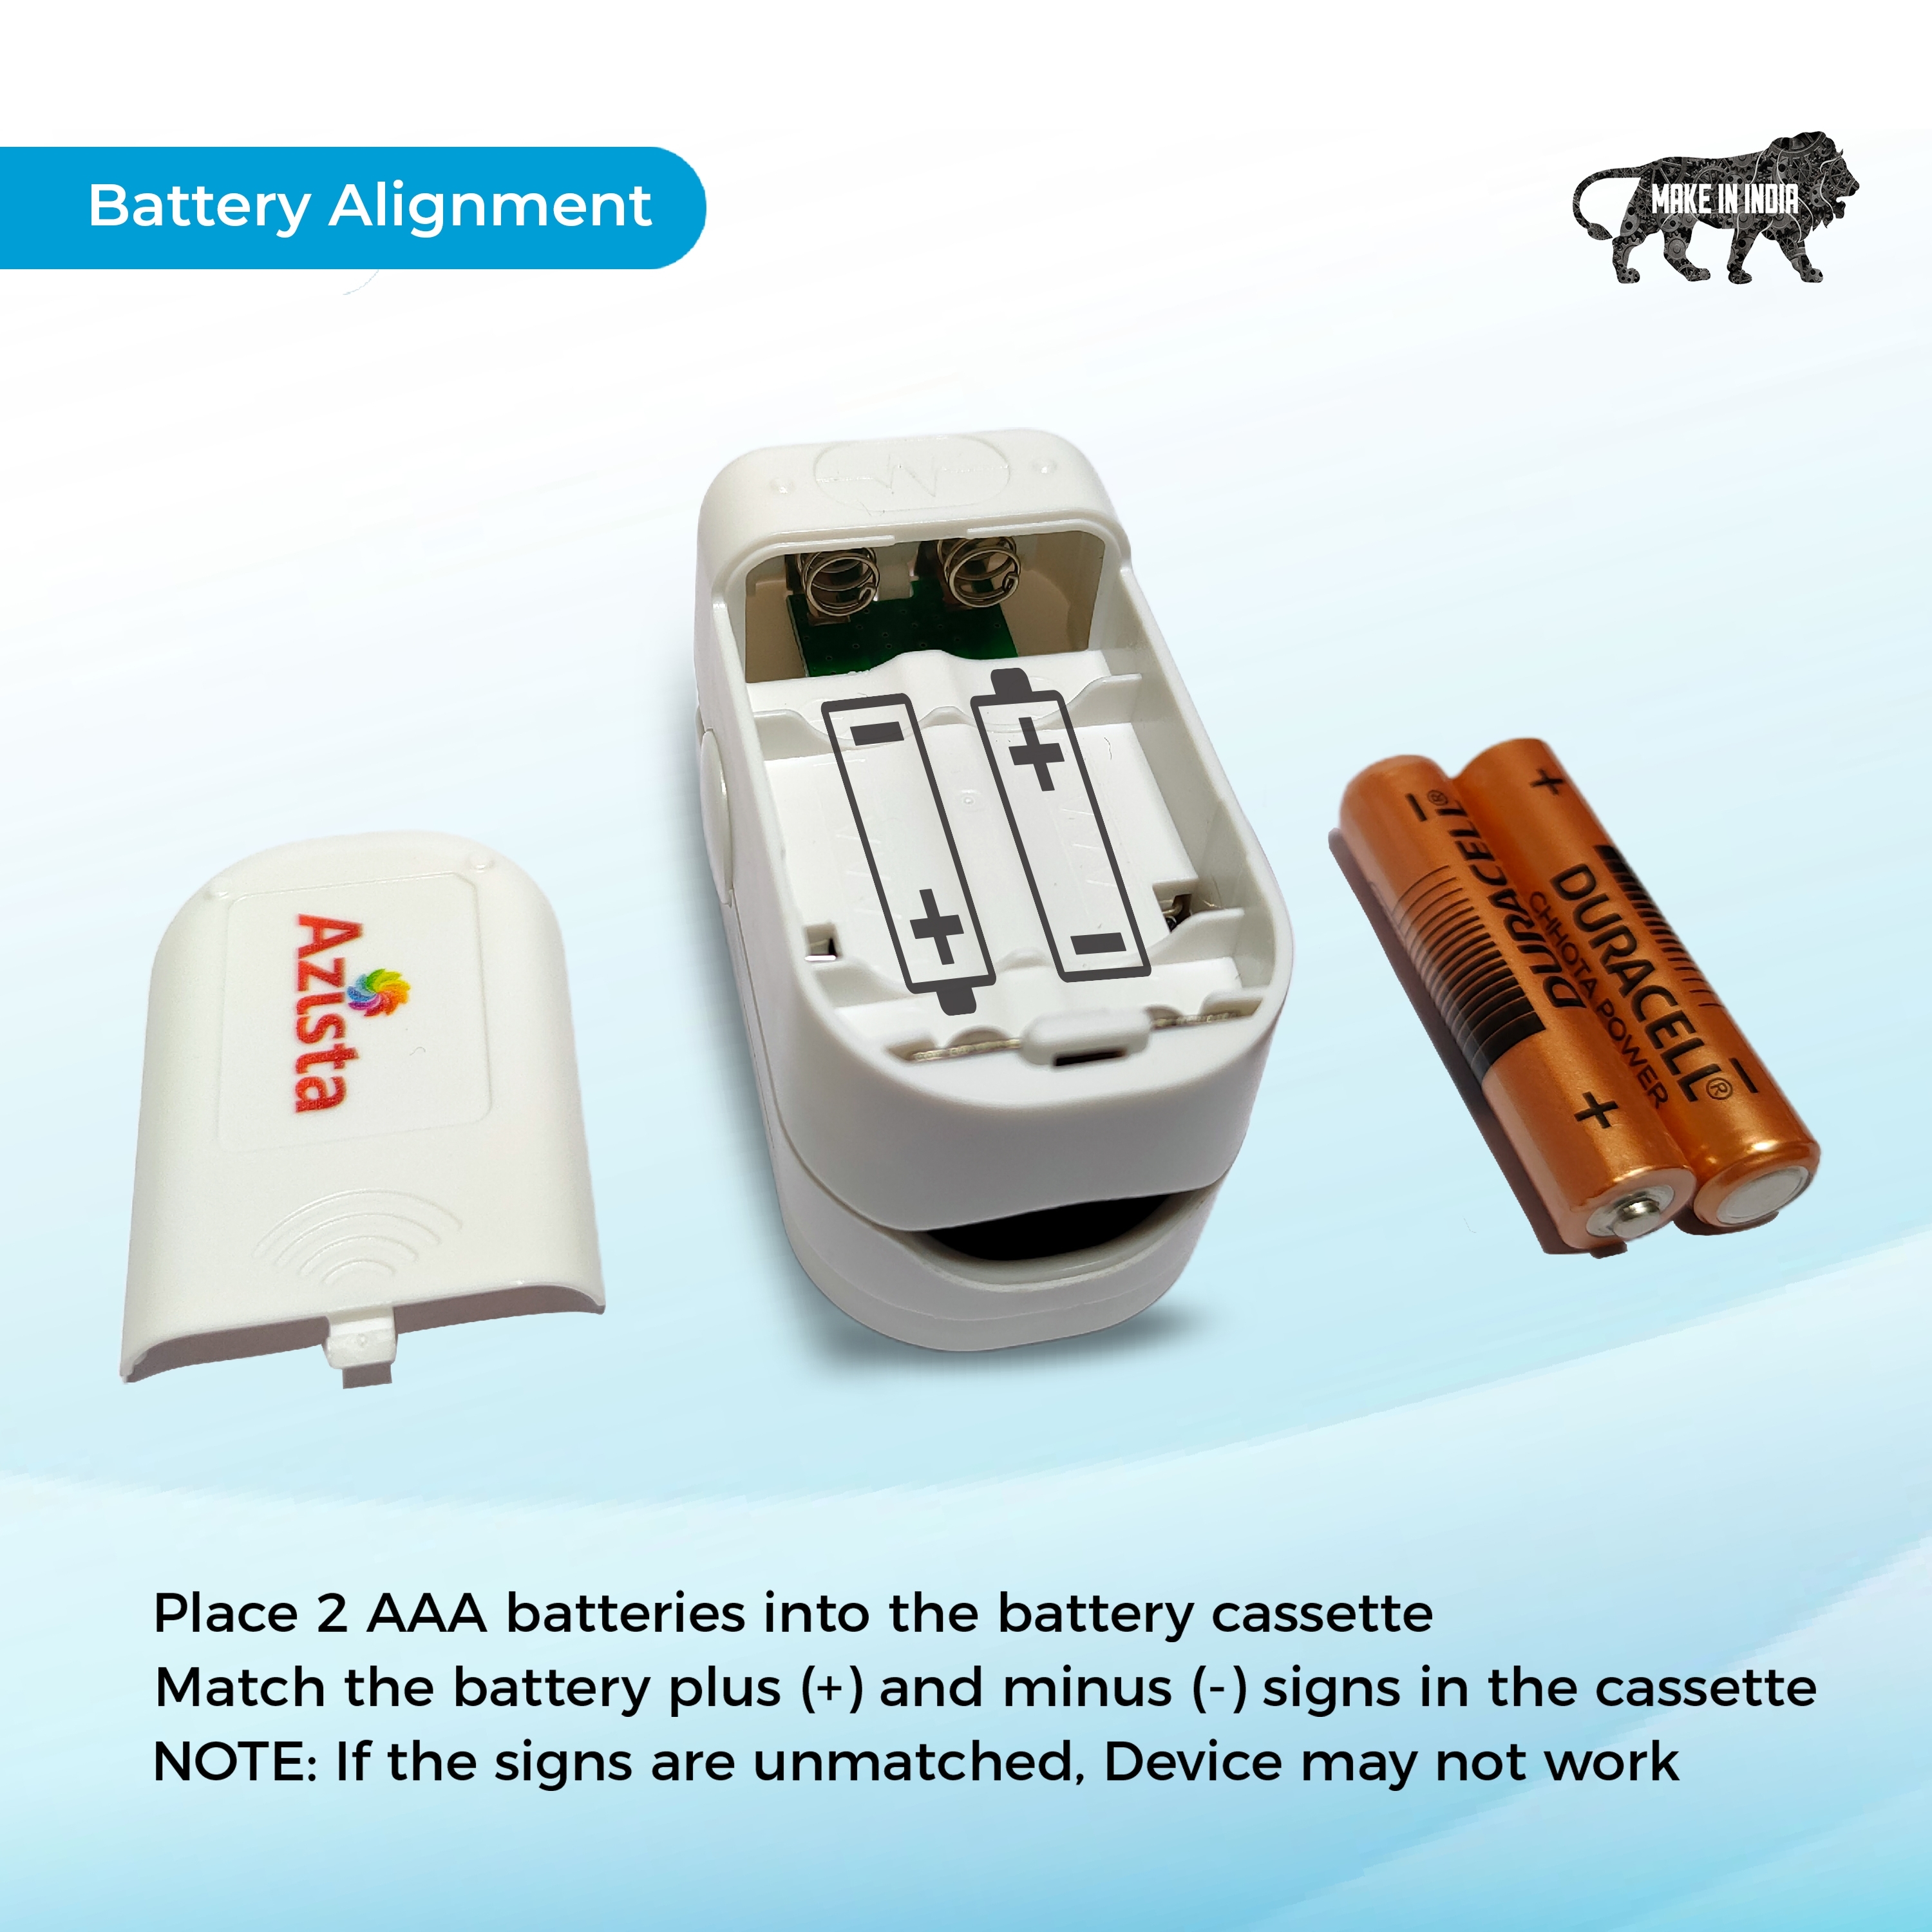 Battery Alignment
MAKE IN INDIA
Azista
- +
+ -
DURACELL®
- +
DURACELL®
CHHOTA POWER
+ -
Place 2 AAA batteries into the battery cassette
Match the battery plus (+) and minus (-) signs in the cassette
NOTE: If the signs are unmatched, Device may not work